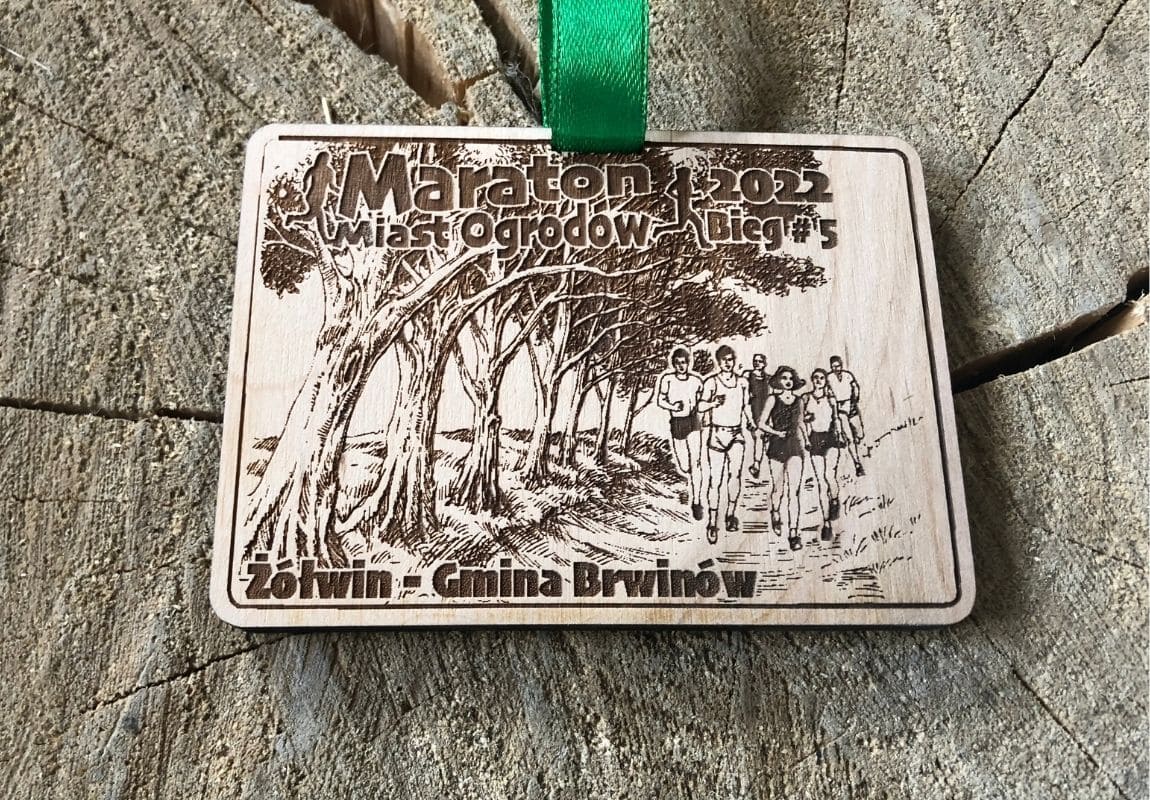 Maraton 2022
Miast Ogrodów Bieg #5
Żółwin - Gmina Brwinów